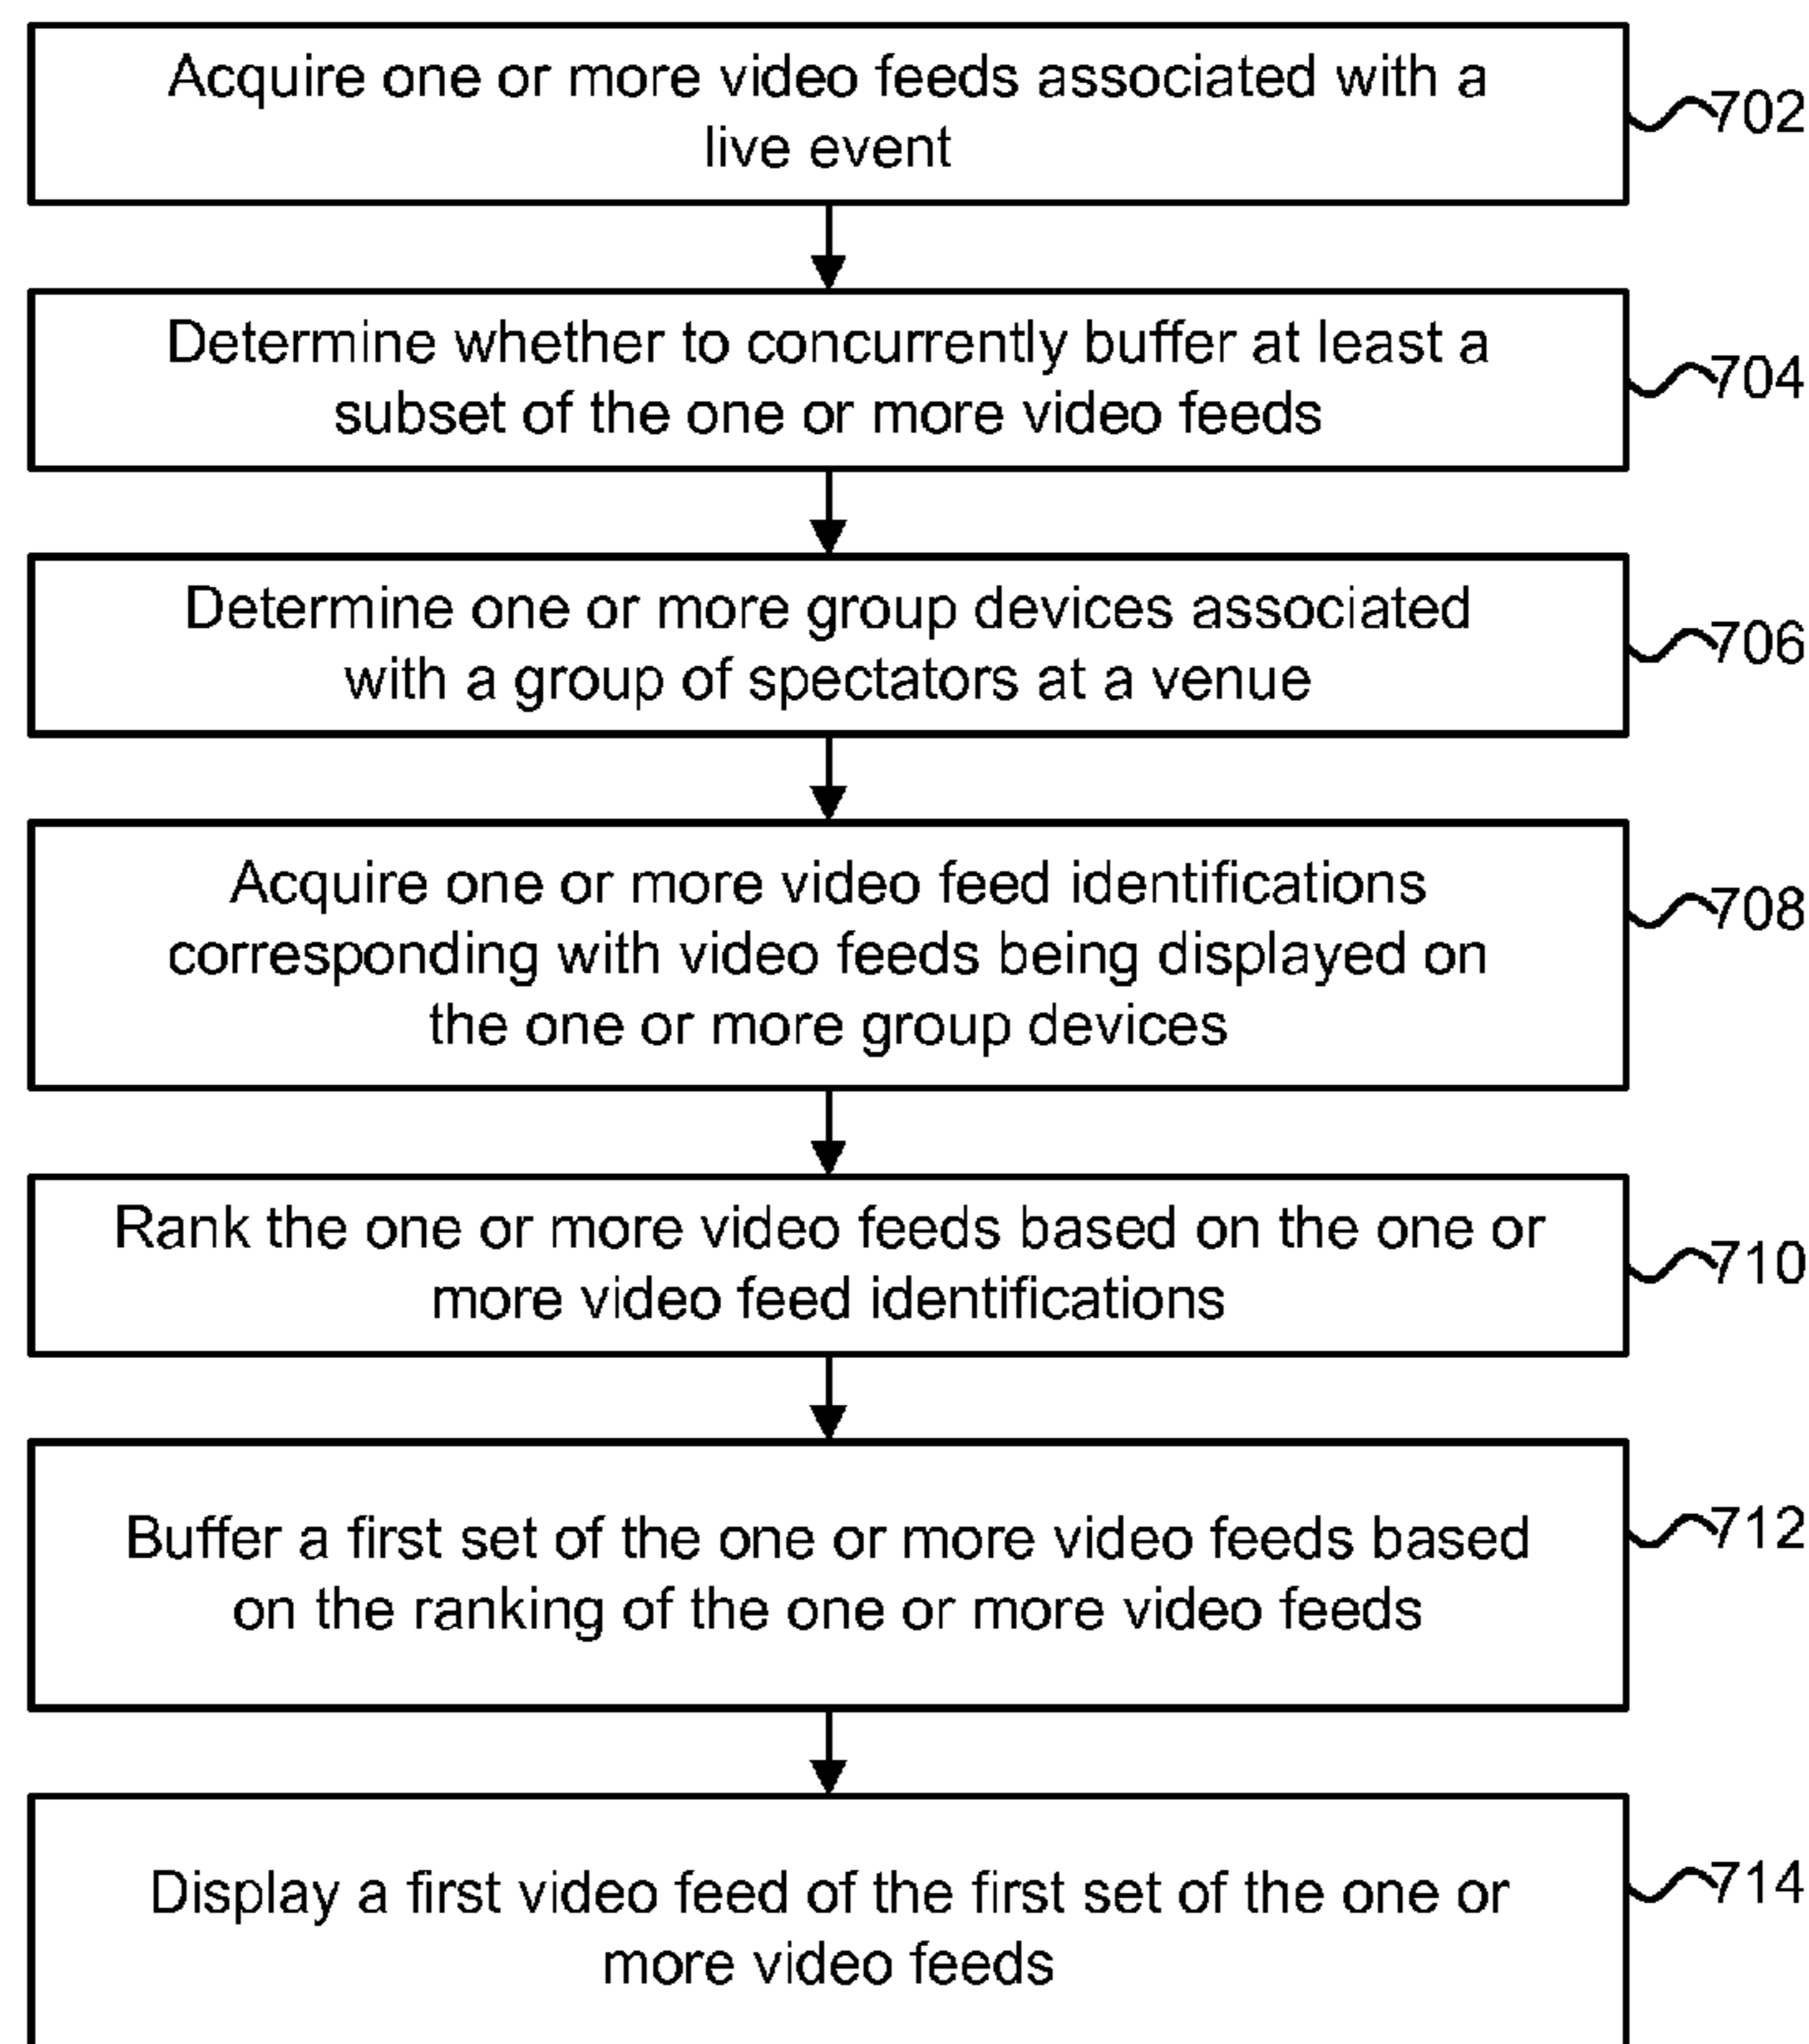 Acquire one or more video feeds associated with a
live event
702
Determine whether to concurrently buffer at least a
subset of the one or more video feeds
704
Determine one or more group devices associated
with a group of spectators at a venue
706
Acquire one or more video feed identifications
corresponding with video feeds being displayed on
the one or more group devices
708
Rank the one or more video feeds based on the one or
more video feed identifications
710
Buffer a first set of the one or more video feeds based
on the ranking of the one or more video feeds
712
Display a first video feed of the first set of the one or
more video feeds
714